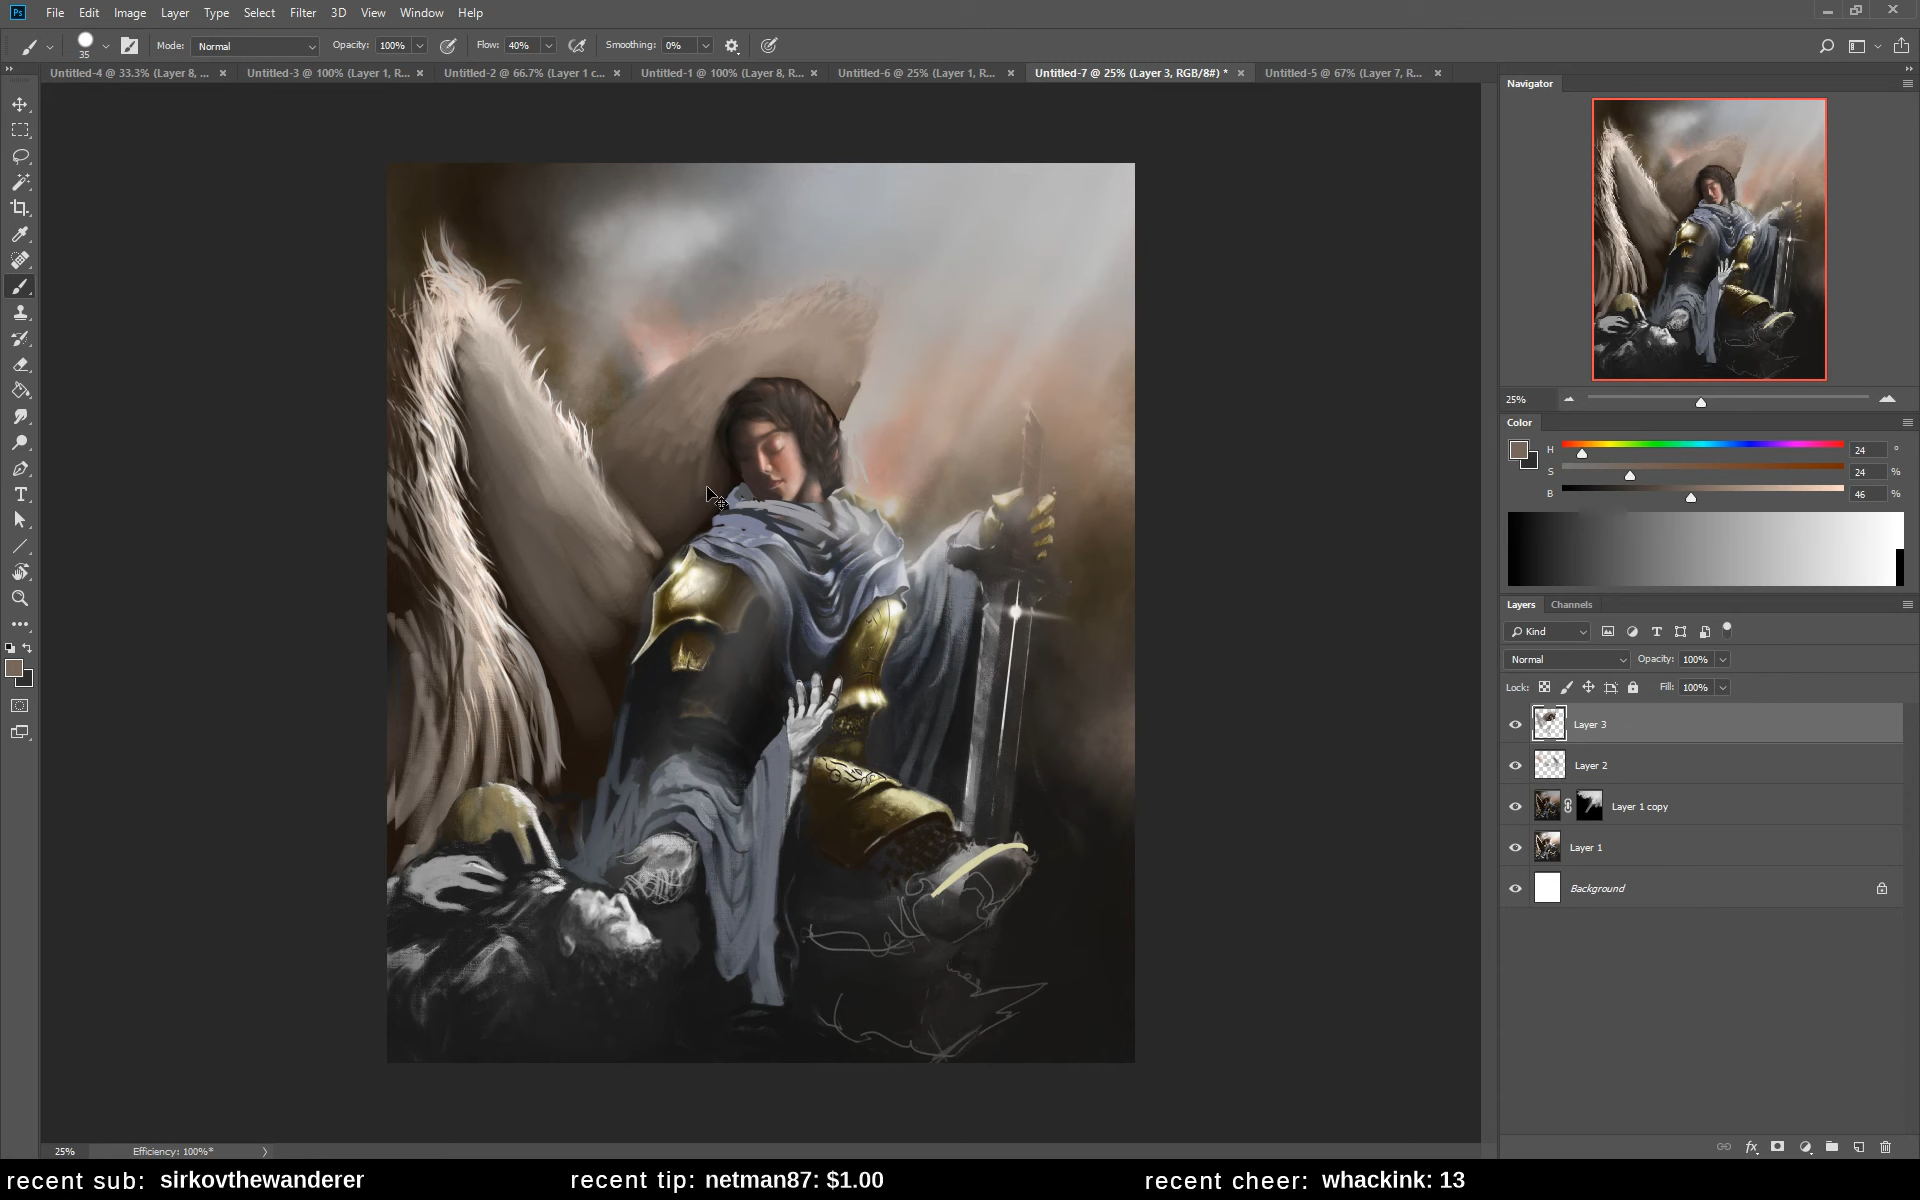 Ps File Edit Image Layer Type Select Filter 3D View Window Help
35 Mode: Normal Opacity: 100% Flow: 40% Smoothing: 0%
Untitled-4 @ 33.3% (Layer 8, ... Untitled-3 @ 100% (Layer 1, R... Untitled-2 @ 66.7% (Layer 1 c... Untitled-1 @ 100% (Layer 8, R... Untitled-6 @ 25% (Layer 1, R... Untitled-7 @ 25% (Layer 3, RGB/8#) * Untitled-5 @ 67% (Layer 7, R...
Navigator
25%
Color
H 24 °
S 24 %
B 46 %
Layers Channels
Kind
Normal Opacity: 100%
Lock: Fill: 100%
Layer 3
Layer 2
Layer 1 copy
Layer 1
Background
25% Efficiency: 100%*
recent sub: sirkovthewanderer recent tip: netman87: $1.00 recent cheer: whackink: 13